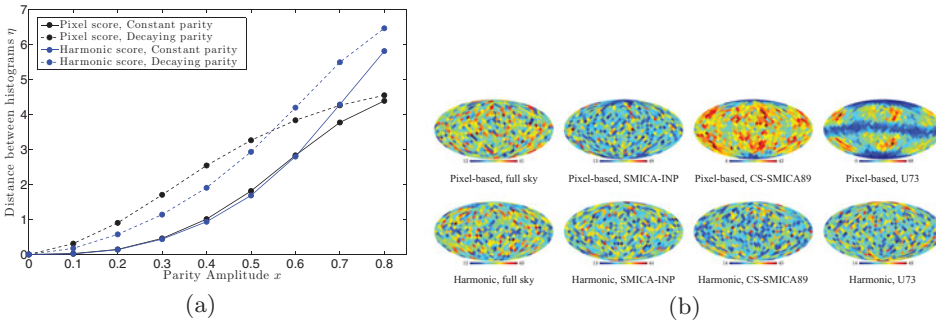 7
6
5
4
3
2
1
0
Distance between histograms η
Pixel score, Constant parity
Pixel score, Decaying parity
Harmonic score, Constant parity
Harmonic score, Decaying parity
0 0.1 0.2 0.3 0.4 0.5 0.6 0.7 0.8
Parity Amplitude x
(a)
Pixel-based, full sky Pixel-based, SMICA-INP Pixel-based, CS-SMICA89 Pixel-based, U73
Harmonic, full sky Harmonic, SMICA-INP Harmonic, CS-SMICA89 Harmonic, U73
(b)